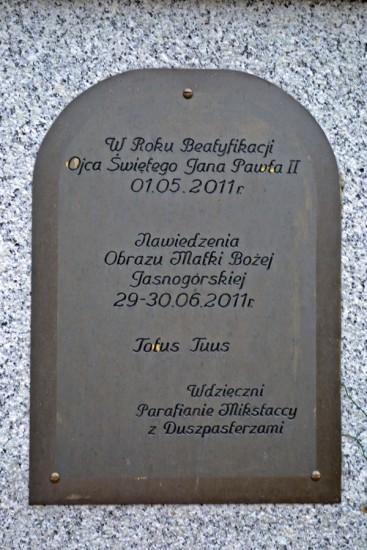 W Roku Beatyfikacji
Ojca Świętego Jana Pawła II
01.05.2011r.
Nawiedzenia
Obrazu Matki Bożej
Jasnogórskiej
29-30.06.2011r.
Totus Tuus
Wdzięczni
Parafianie Mikstaccy
z Duszpasterzami